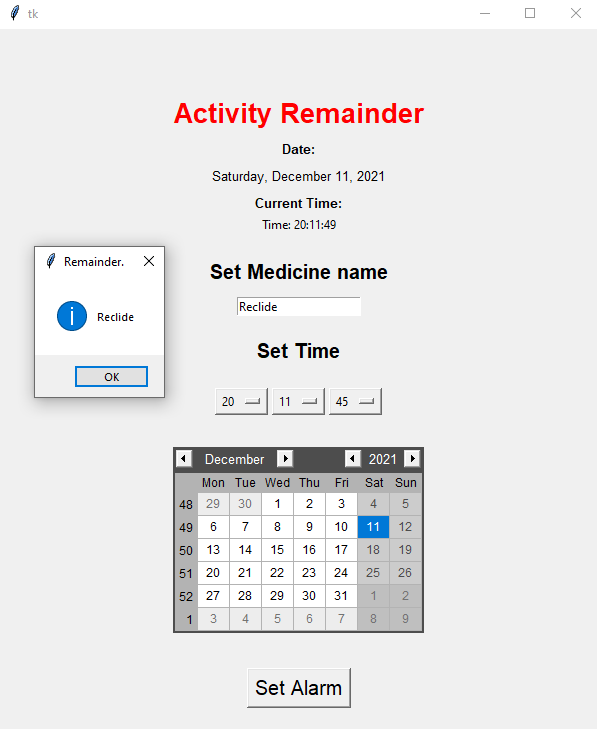 tk
Activity Remainder
Date:
Saturday, December 11, 2021
Current Time:
Time: 20:11:49
Remainder.
Reclide
OK
Set Medicine name
Reclide
Set Time
20 11 45
December 2021
Mon Tue Wed Thu Fri Sat Sun
48 29 30 1 2 3 4 5
49 6 7 8 9 10 11 12
50 13 14 15 16 17 18 19
51 20 21 22 23 24 25 26
52 27 28 29 30 31 1 2
1 3 4 5 6 7 8 9
Set Alarm